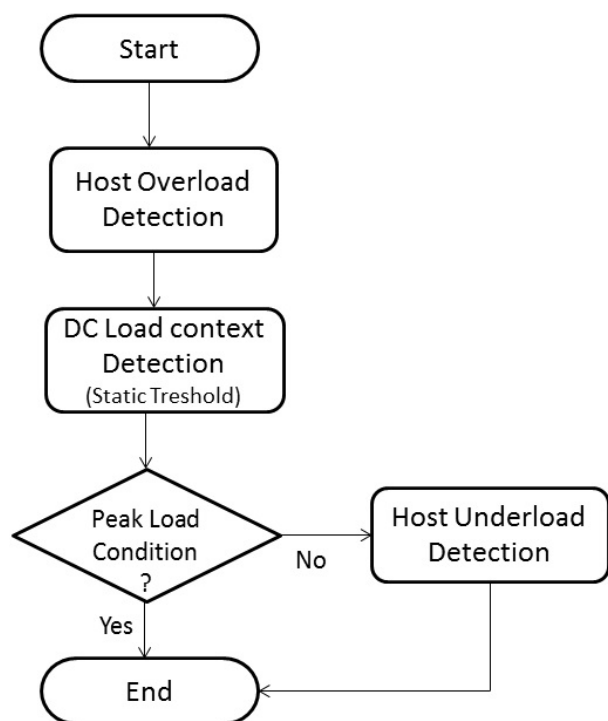 Start
Host Overload
Detection
DC Load context
Detection
(Static Treshold)
Peak Load
Condition
?
No
Host Underload
Detection
Yes
End